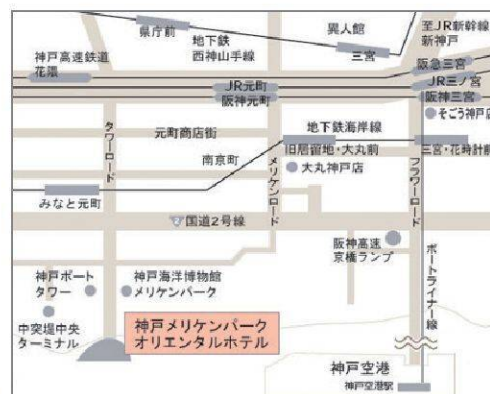 県庁前
地下鉄
西神山手線
異人館
三宮
至JR新幹線
新神戸
神戸高速鉄道
花隈
JR元町
阪神元町
阪急三宮
JR三ノ宮
阪神三宮
そごう神戸店
タワーロード
元町商店街
南京町
メリケンロード
地下鉄海岸線
旧居留地・大丸前
大丸神戸店
三宮・花時計前
フラワーロード
みなと元町
2
国道2号線
阪神高速
京橋ランプ
ポートライナー線
神戸ポート
タワー
神戸海洋博物館
メリケンパーク
中突堤中央
ターミナル
神戸メリケンパーク
オリエンタルホテル
神戸空港
神戸空港駅